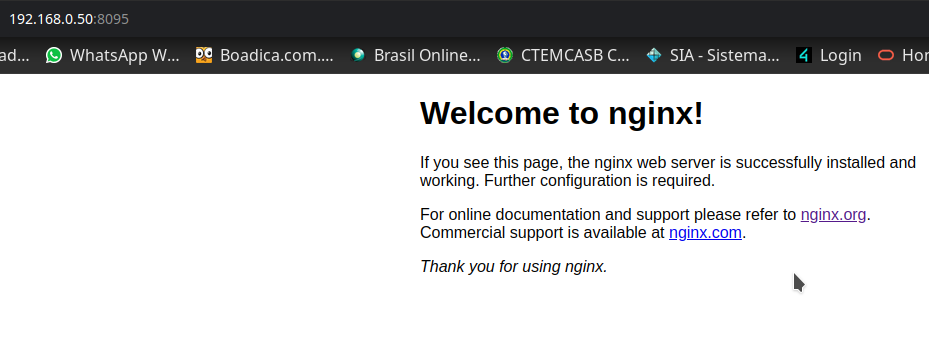 192.168.0.50:8095
ad... WhatsApp W... Boadica.com.... Brasil Online... CTEMCASB C... SIA - Sistema... Login Hor
Welcome to nginx!
If you see this page, the nginx web server is successfully installed and
working. Further configuration is required.
For online documentation and support please refer to nginx.org.
Commercial support is available at nginx.com.
Thank you for using nginx.